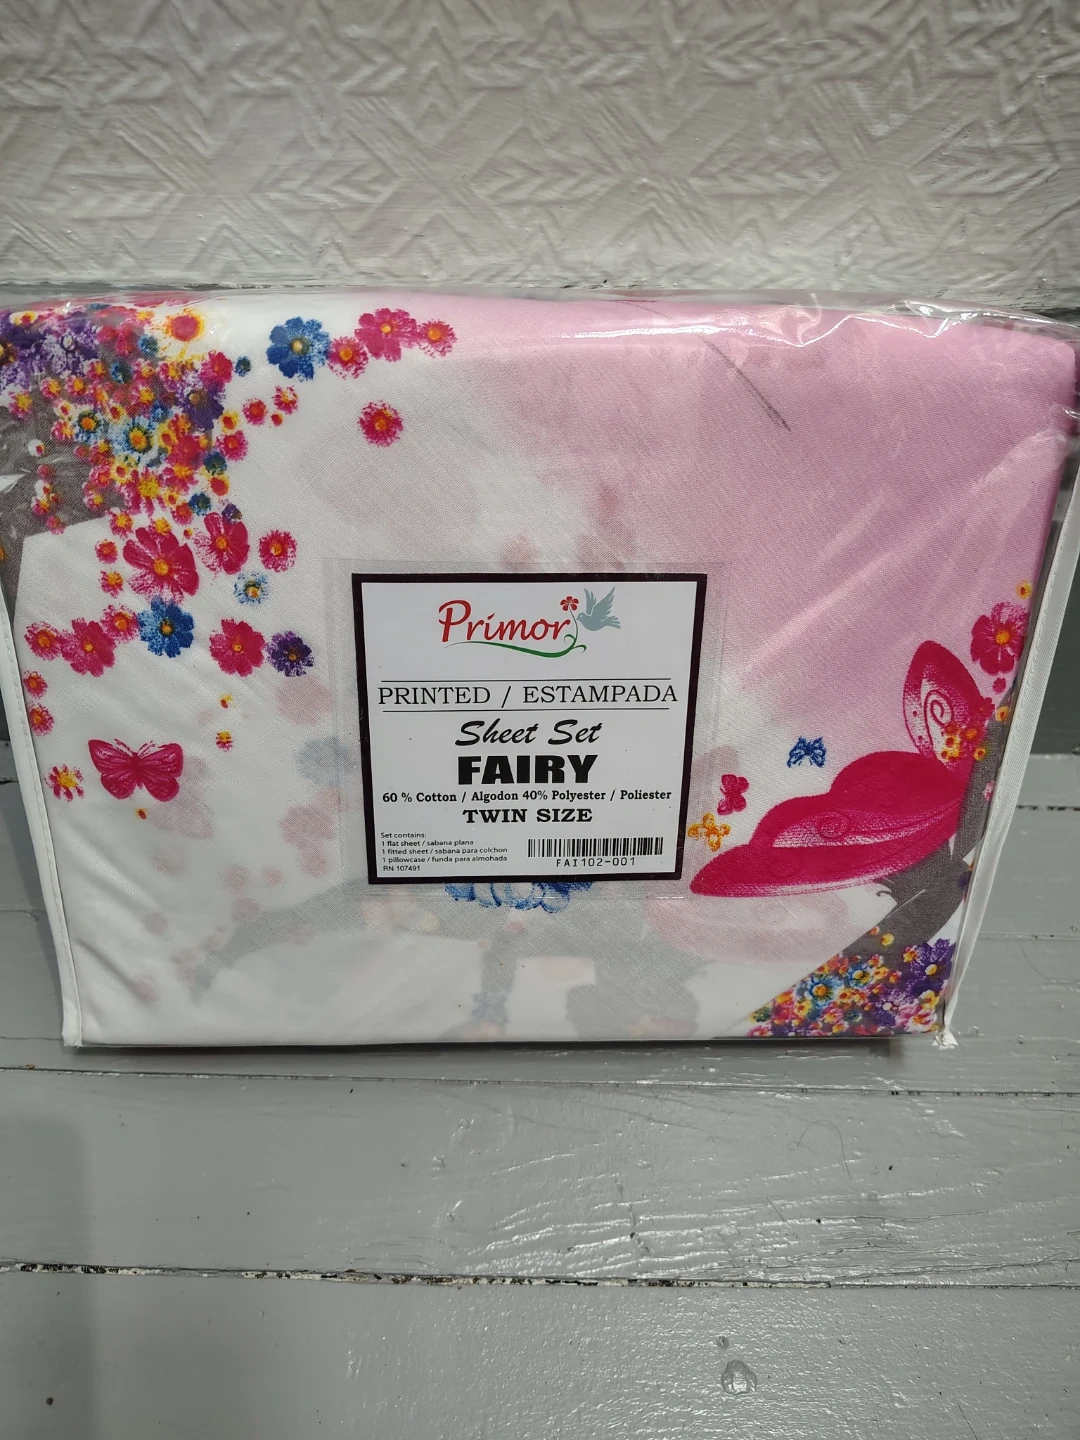 Primor
PRINTED / ESTAMPADA
Sheet Set
FAIRY
60 % Cotton / Algodon 40% Polyester / Poliester
TWIN SIZE
Set contains:
1 flat sheet / sabana plana
1 fitted sheet / sabana para colchon
1 pillowcase / funda para almohada
RN 107491
FAI102-001